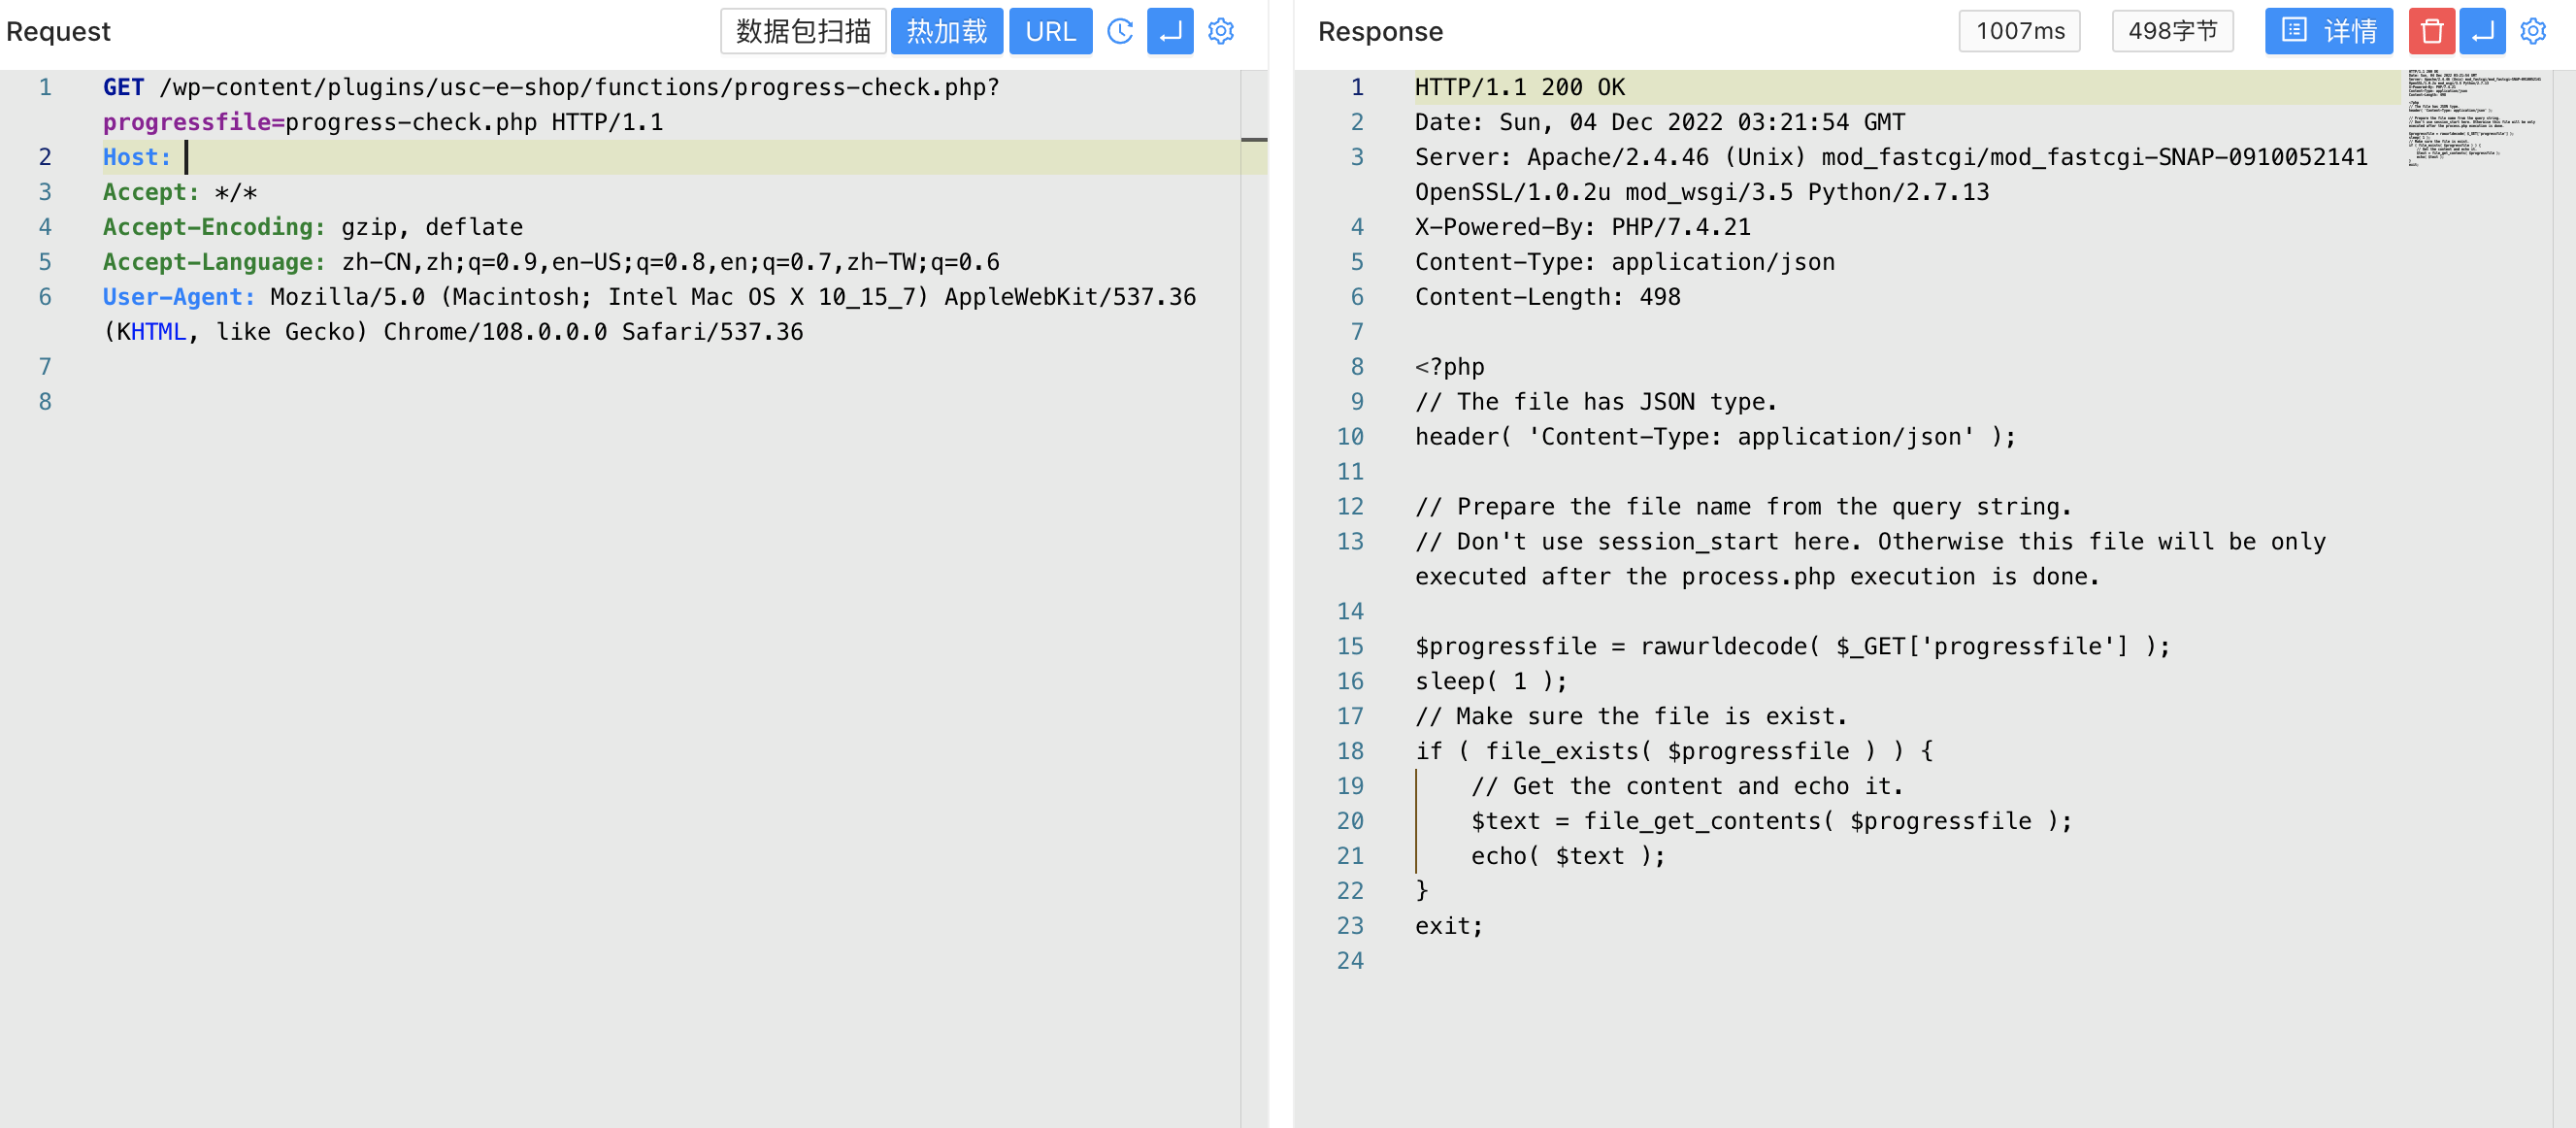 Request
数据包扫描 热加载 URL
1 GET /wp-content/plugins/usc-e-shop/functions/progress-check.php?
progressfile=progress-check.php HTTP/1.1
2 Host:
3 Accept: */*
4 Accept-Encoding: gzip, deflate
5 Accept-Language: zh-CN,zh;q=0.9,en-US;q=0.8,en;q=0.7,zh-TW;q=0.6
6 User-Agent: Mozilla/5.0 (Macintosh; Intel Mac OS X 10_15_7) AppleWebKit/537.36
(KHTML, like Gecko) Chrome/108.0.0.0 Safari/537.36
7
8
Response
1007ms 498字节 详情
1 HTTP/1.1 200 OK
2 Date: Sun, 04 Dec 2022 03:21:54 GMT
3 Server: Apache/2.4.46 (Unix) mod_fastcgi/mod_fastcgi-SNAP-0910052141
OpenSSL/1.0.2u mod_wsgi/3.5 Python/2.7.13
4 X-Powered-By: PHP/7.4.21
5 Content-Type: application/json
6 Content-Length: 498
7
8 <?php
9 // The file has JSON type.
10 header( 'Content-Type: application/json' );
11
12 // Prepare the file name from the query string.
13 // Don't use session_start here. Otherwise this file will be only
executed after the process.php execution is done.
14
15 $progressfile = rawurldecode( $_GET['progressfile'] );
16 sleep( 1 );
17 // Make sure the file is exist.
18 if ( file_exists( $progressfile ) ) {
19 // Get the content and echo it.
20 $text = file_get_contents( $progressfile );
21 echo( $text );
22 }
23 exit;
24